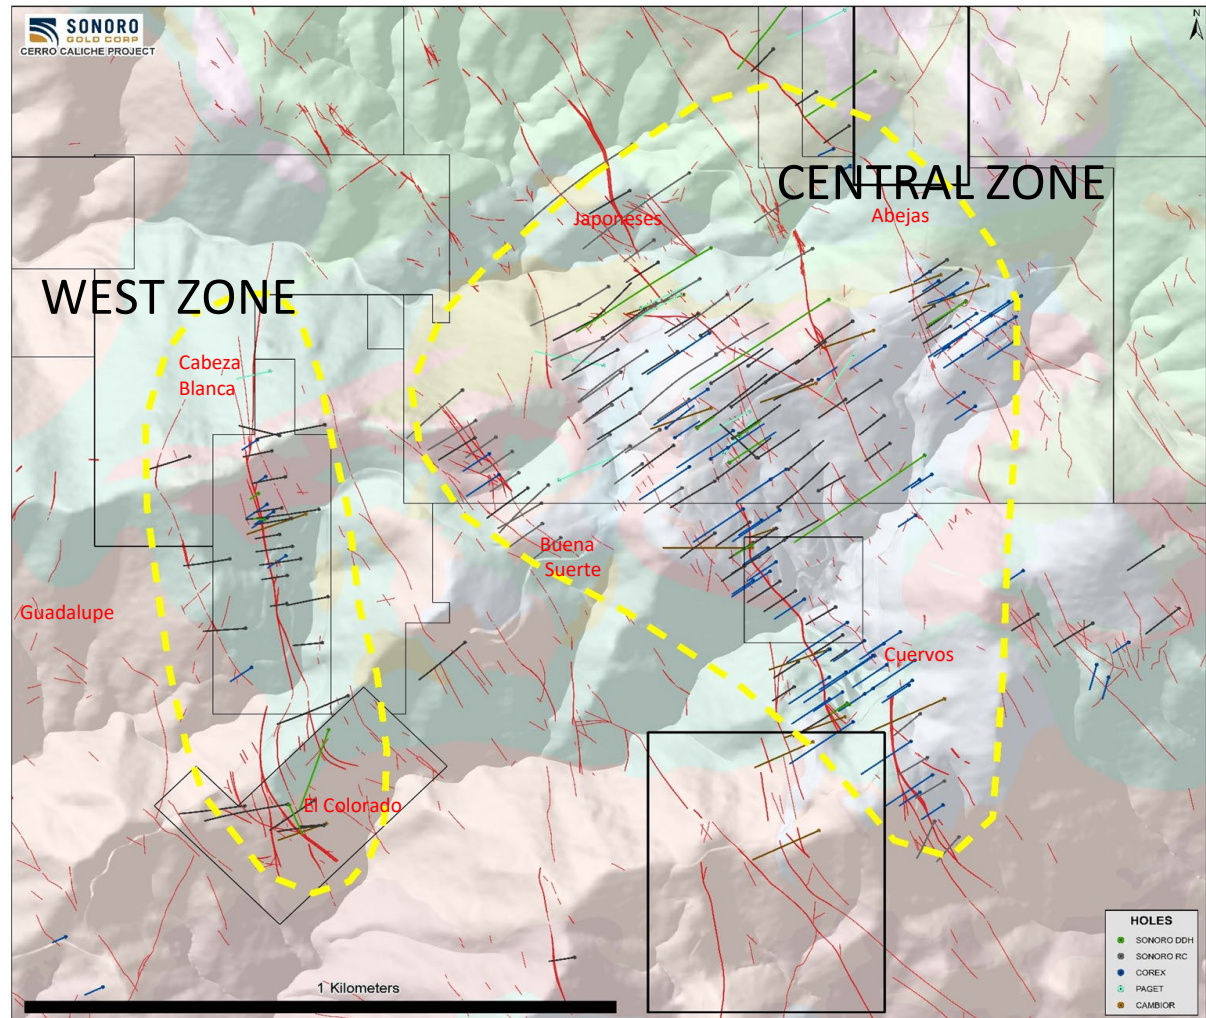 SONORO
GOLD CORP
CERRO CALICHE PROJECT
N
CENTRAL ZONE
Japoneses
Abejas
WEST ZONE
Cabeza
Blanca
Buena
Suerte
Guadalupe
Cuervos
El Colorado
1 Kilometers
HOLES
SONORO DDH
SONORO RC
COREX
PAGET
CAMBIOR